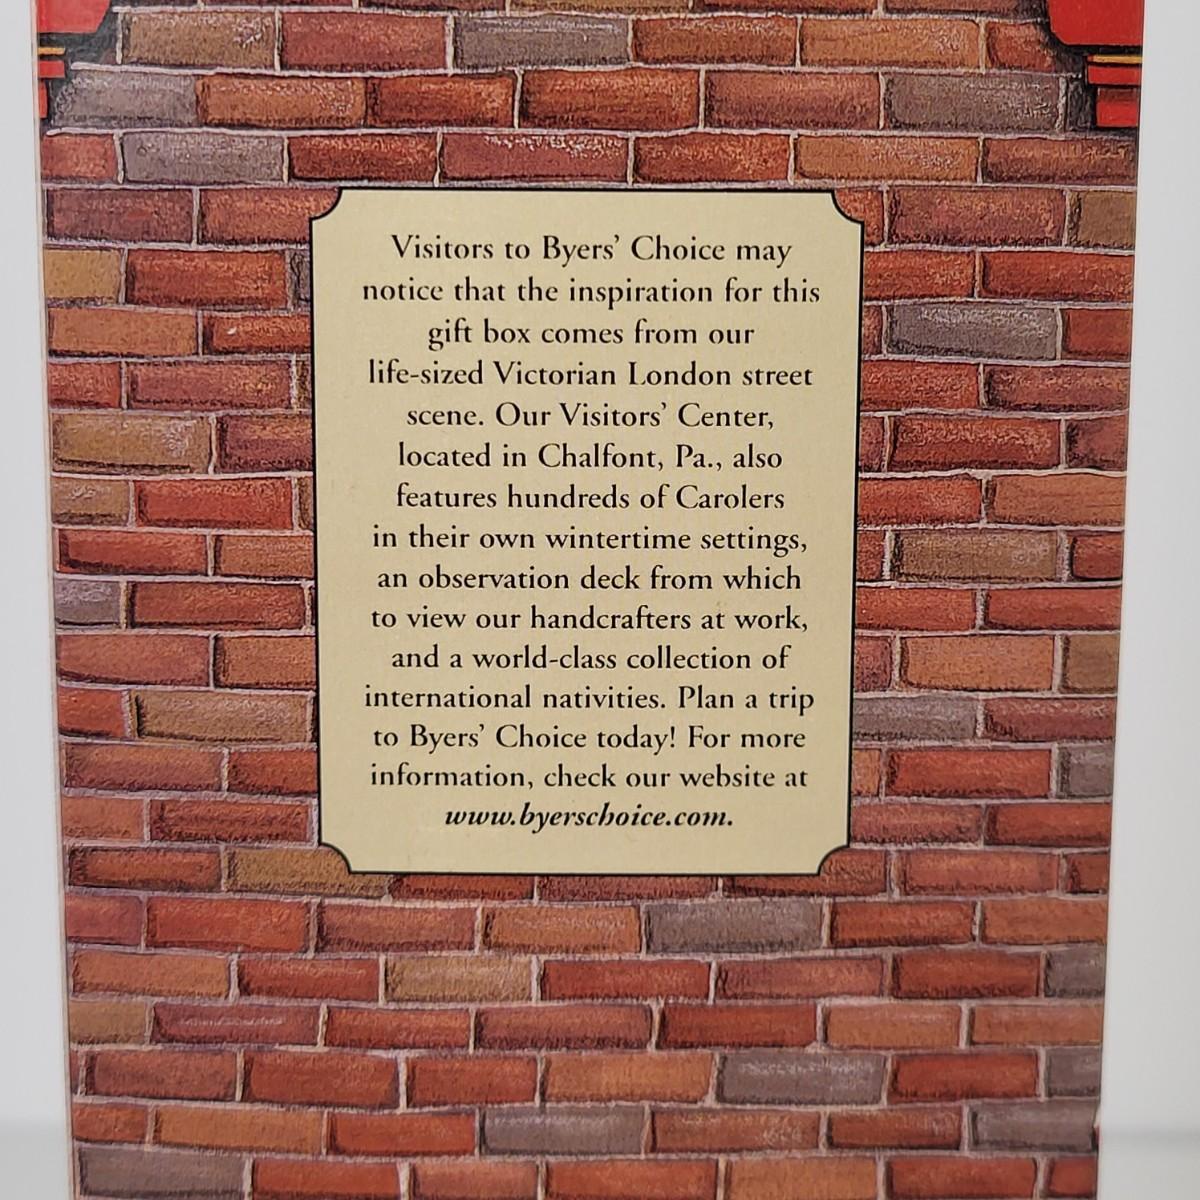 Visitors to Byers' Choice may
notice that the inspiration for this
gift box comes from our
life-sized Victorian London street
scene. Our Visitors' Center,
located in Chalfont, Pa., also
features hundreds of Carolers
in their own wintertime settings,
an observation deck from which
to view our handcrafters at work,
and a world-class collection of
international nativities. Plan a trip
to Byers' Choice today! For more
information, check our website at
www.byerschoice.com.